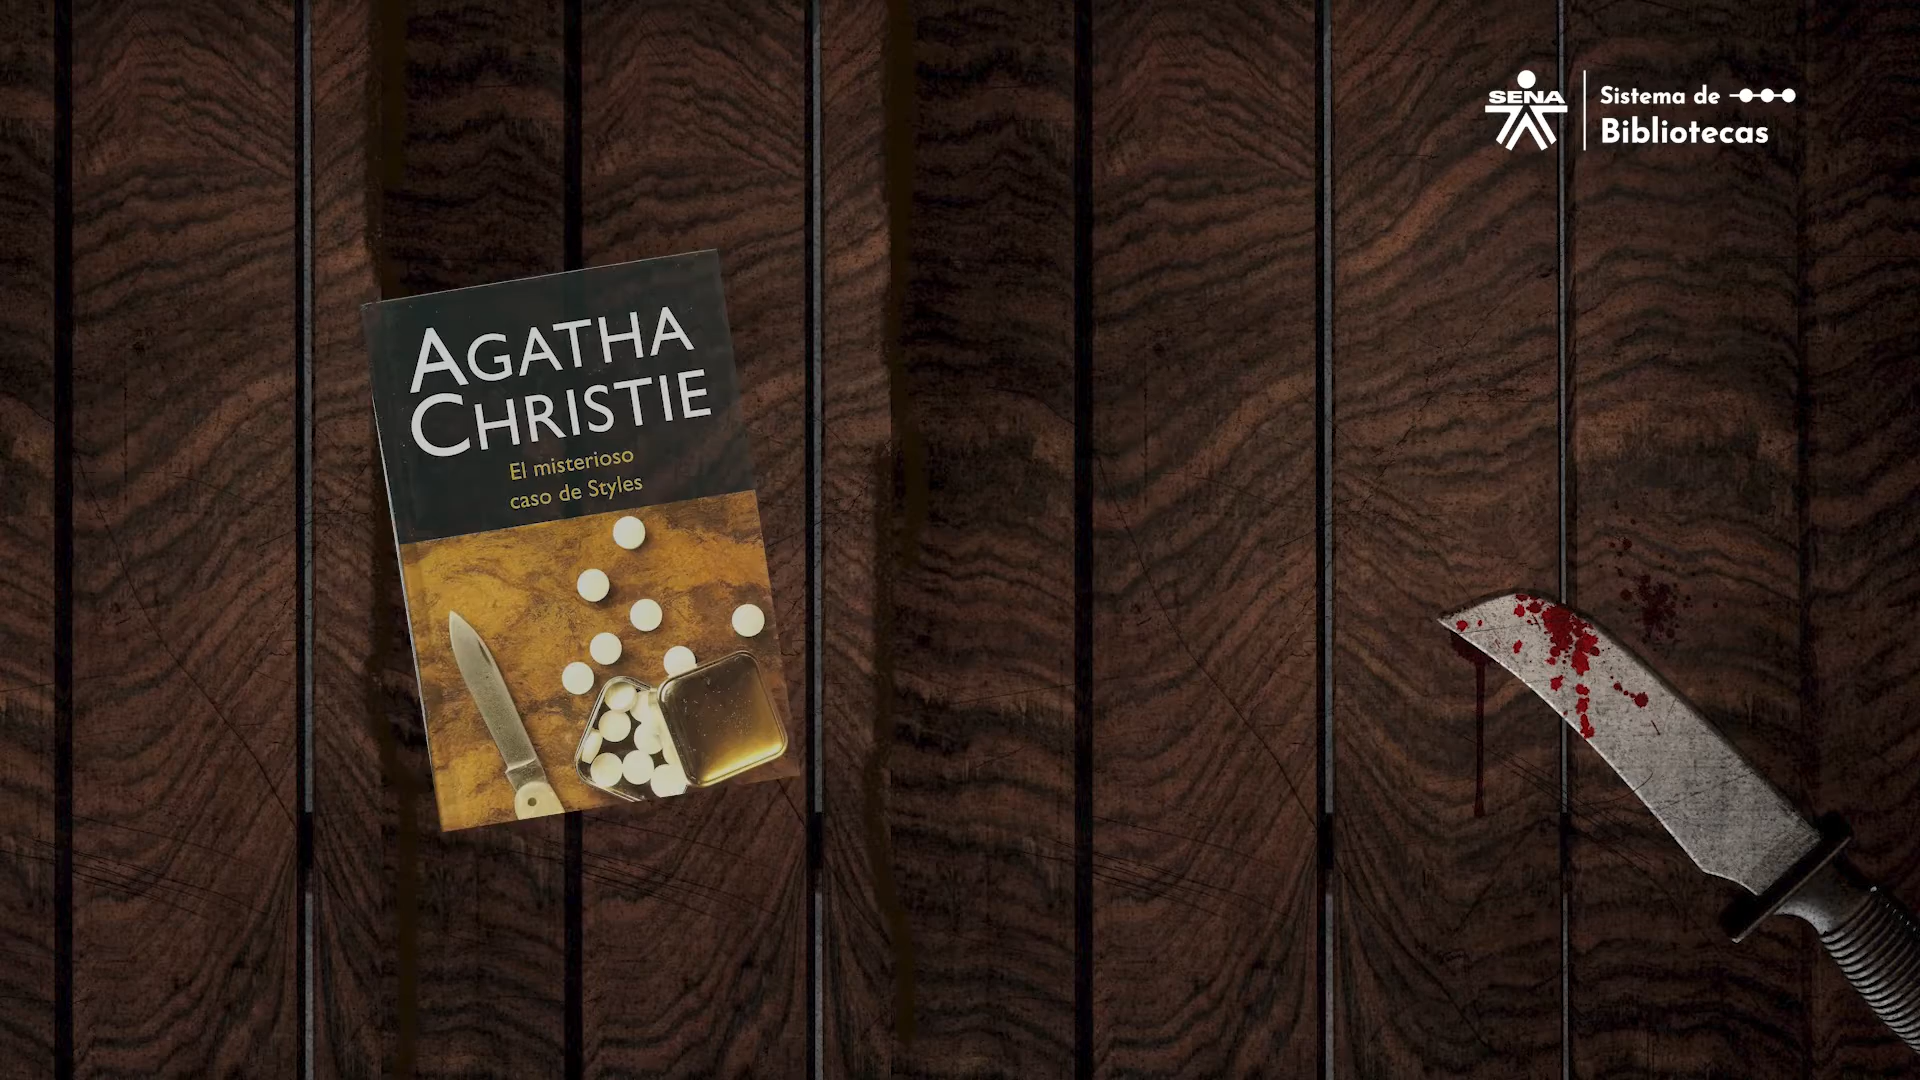 SENA
Sistema de
Bibliotecas
AGATHA
CHRISTIE
El misterioso
caso de Styles